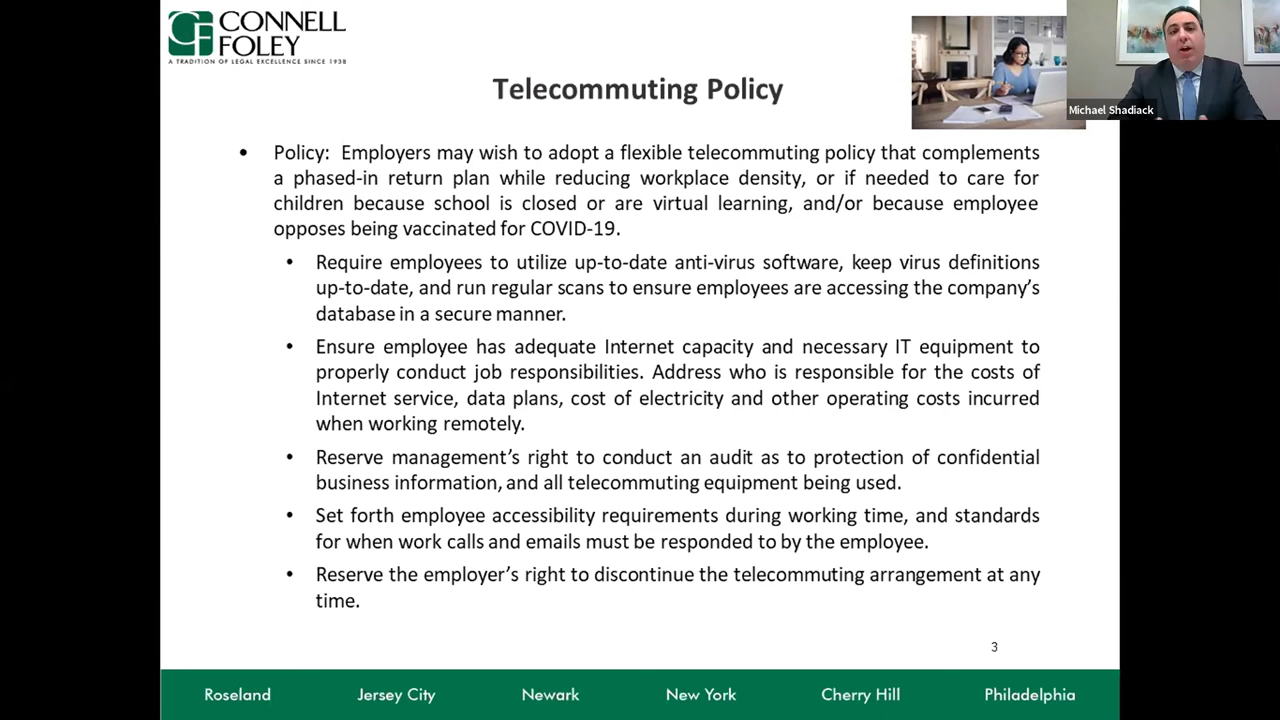 CONNELL
FOLEY
A TRADITION OF LEGAL EXCELLENCE SINCE 1938
Michael Shadiack
Telecommuting Policy
• Policy: Employers may wish to adopt a flexible telecommuting policy that complements
a phased-in return plan while reducing workplace density, or if needed to care for
children because school is closed or are virtual learning, and/or because employee
opposes being vaccinated for COVID-19.
• Require employees to utilize up-to-date anti-virus software, keep virus definitions
up-to-date, and run regular scans to ensure employees are accessing the company's
database in a secure manner.
• Ensure employee has adequate Internet capacity and necessary IT equipment to
properly conduct job responsibilities. Address who is responsible for the costs of
Internet service, data plans, cost of electricity and other operating costs incurred
when working remotely.
• Reserve management's right to conduct an audit as to protection of confidential
business information, and all telecommuting equipment being used.
• Set forth employee accessibility requirements during working time, and standards
for when work calls and emails must be responded to by the employee.
• Reserve the employer's right to discontinue the telecommuting arrangement at any
time.
3
Roseland Jersey City Newark New York Cherry Hill Philadelphia